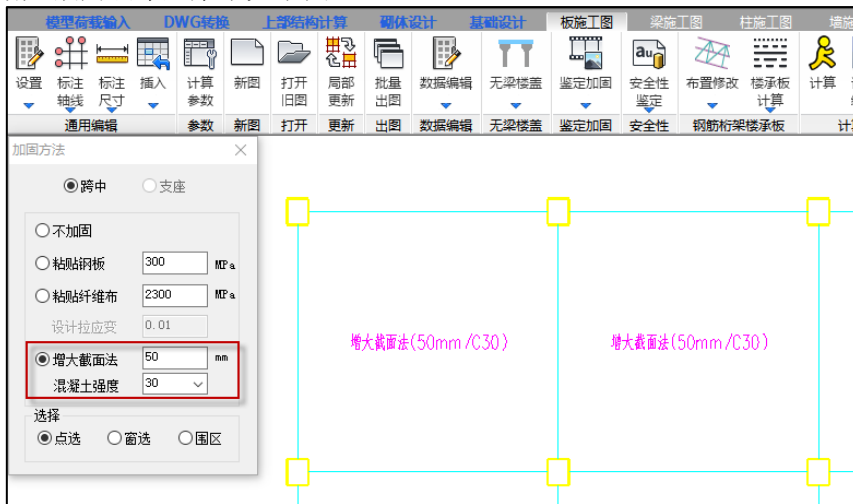 模型荷载输入 DWG转换 上部结构计算 砌体设计 基础设计 板施工图 梁施工图 柱施工图
设置 标注轴线 标注尺寸 插入 计算参数 新图 打开旧图 局部更新 批量出图 数据编辑 无梁楼盖 鉴定加固 安全性鉴定 布置修改 楼承板计算 计算
通用编辑 参数 新图 打开 更新 出图 数据编辑 无梁楼盖 鉴定加固 安全性 钢筋桁架楼承板
加固方法
跨中 支座
不加固
粘贴钢板 300 MPa
粘贴纤维布 2300 MPa
设计拉应变 0.01
增大截面法 50 mm
混凝土强度 30
选择
点选 窗选 围区
增大截面法(50mm/C30) 增大截面法(50mm/C30)